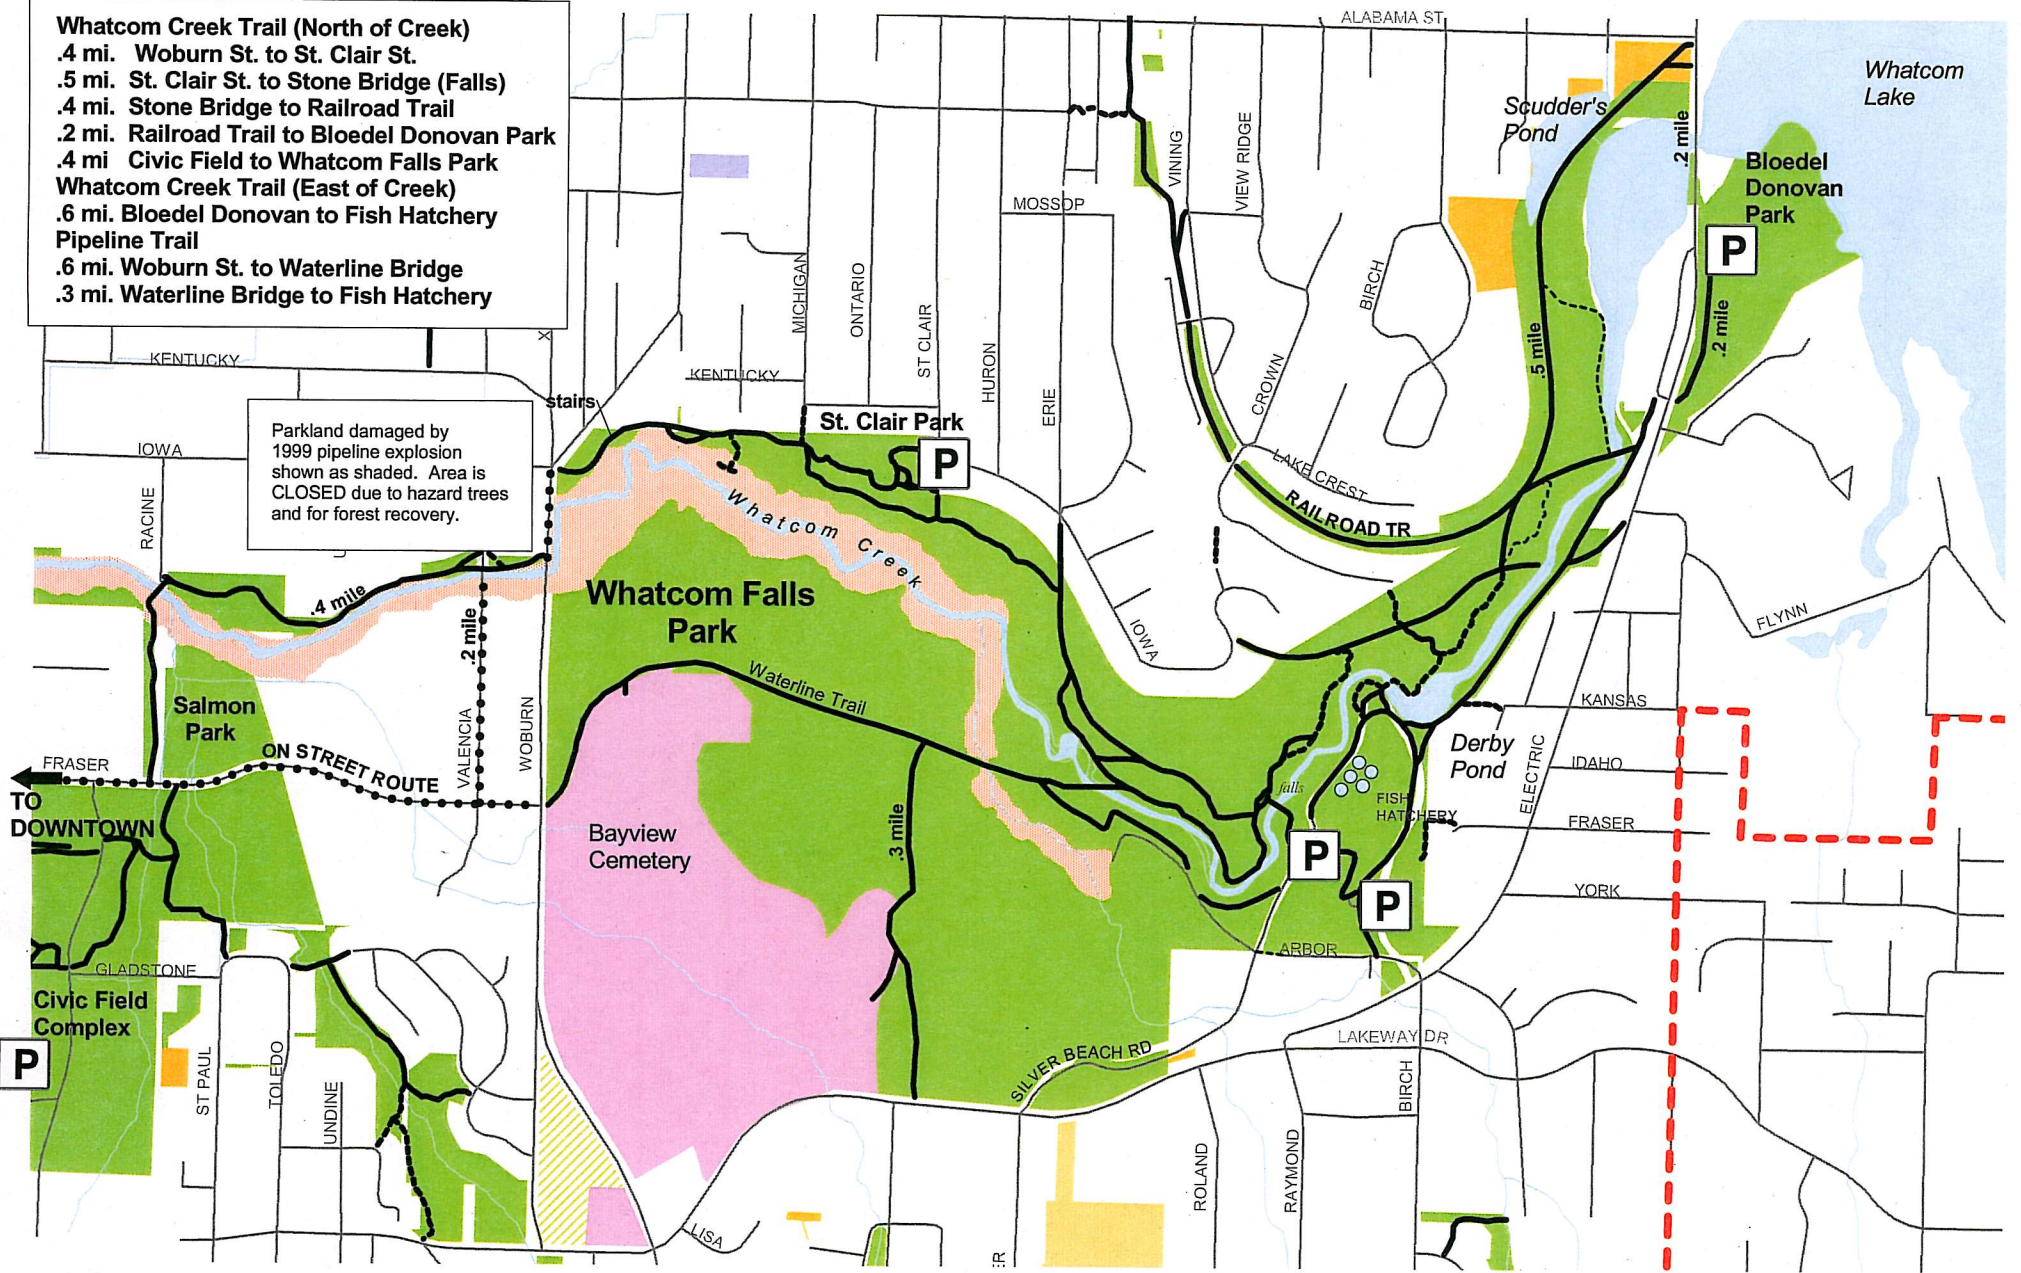 Whatcom Creek Trail (North of Creek)
.4 mi. Woburn St. to St. Clair St.
.5 mi. St. Clair St. to Stone Bridge (Falls)
.4 mi. Stone Bridge to Railroad Trail
.2 mi. Railroad Trail to Bloedel Donovan Park
.4 mi Civic Field to Whatcom Falls Park
Whatcom Creek Trail (East of Creek)
.6 mi. Bloedel Donovan to Fish Hatchery
Pipeline Trail
.6 mi. Woburn St. to Waterline Bridge
.3 mi. Waterline Bridge to Fish Hatchery
ALABAMA ST
Whatcom
Lake
Scudder's
Pond
.2 mile
Bloedel
Donovan
Park
P
.2 mile
VINING
VIEW RIDGE
MOSSOP
BIRCH
MICHIGAN
ONTARIO
ST CLAIR
HURON
ERIE
CROWN
.5 mile
KENTUCKY
KENTUCKY
X
stairs
St. Clair Park
P
Parkland damaged by
1999 pipeline explosion
shown as shaded. Area is
CLOSED due to hazard trees
and for forest recovery.
IOWA
RACINE
LAKE CREST
RAILROAD TR
Whatcom Creek
.4 mile
.2 mile
Whatcom Falls
Park
IOWA
FLYNN
Waterline Trail
Salmon
Park
VALENCIA
WOBURN
KANSAS
Derby
Pond
ELECTRIC
IDAHO
FRASER
ON STREET ROUTE
TO
DOWNTOWN
falls
FISH
HATCHERY
FRASER
.3 mile
Bayview
Cemetery
P
P
YORK
ARBOR
GLADSTONE
Civic Field
Complex
P
ST PAUL
TOLEDO
UNDINE
SILVER BEACH RD
LAKEWAY DR
BIRCH
ROLAND
RAYMOND
LISA
ER